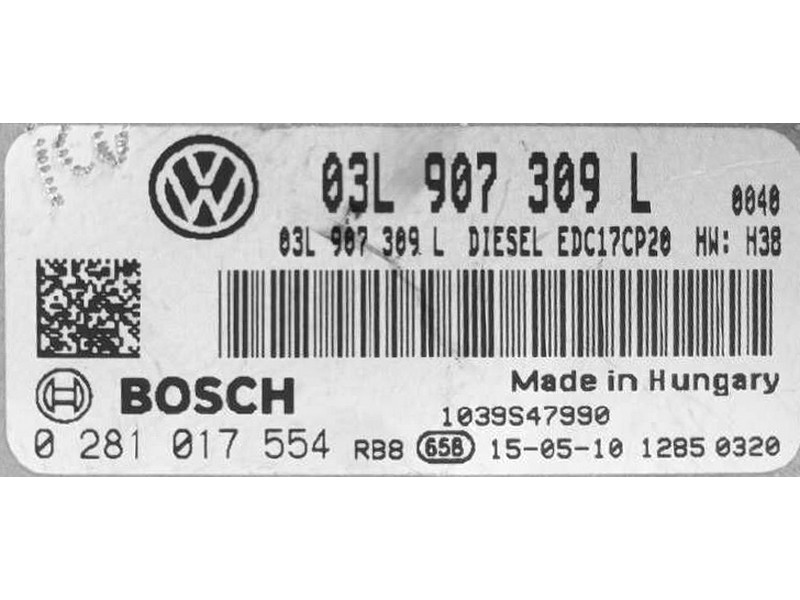 03L 907 309 L 0040
03L 907 309 L DIESEL EDC17CP20 HW: H38
Made in Hungary
BOSCH
1039S47990
0 281 017 554 RB8 658 15-05-10 1285 0320